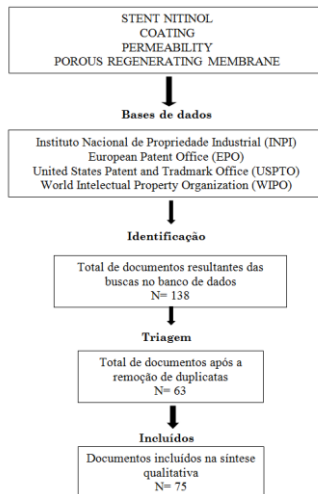 STENT NITINOL
COATING
PERMEABILITY
POROUS REGENERATING MEMBRANE
Bases de dados
Instituto Nacional de Propriedade Industrial (INPI)
European Patent Office (EPO)
United States Patent and Tradmark Office (USPTO)
World Intelectual Property Organization (WIPO)
Identificação
Total de documentos resultantes das
buscas no banco de dados
N= 138
Triagem
Total de documentos após a
remoção de duplicatas
N= 63
Incluídos
Documentos incluídos na síntese
qualitativa
N= 75